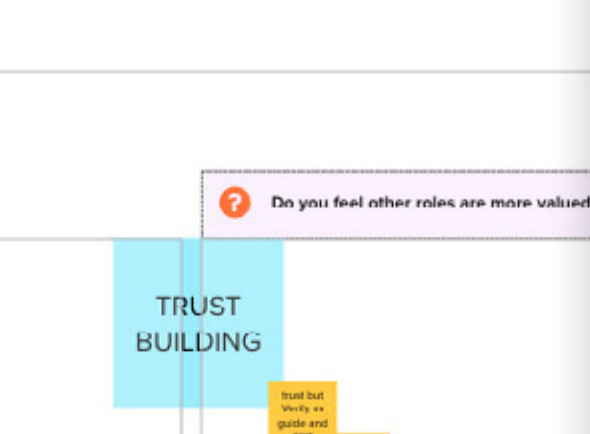 ?
Do you feel other roles are more valued
TRUST
BUILDING
trust but
Verify, as
guide and